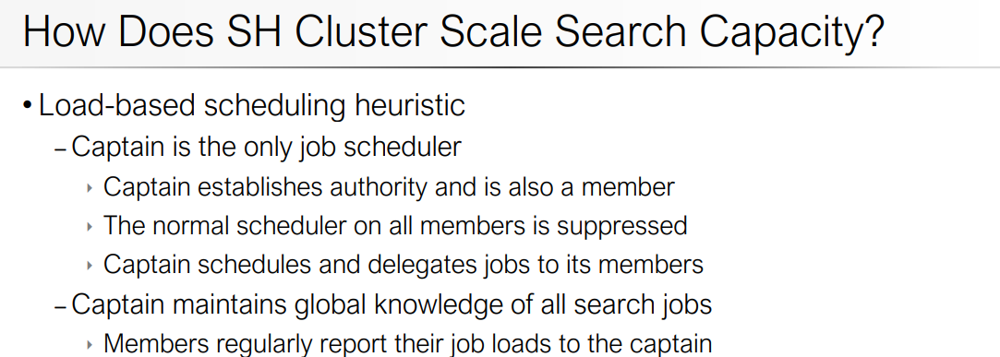 How Does SH Cluster Scale Search Capacity?
• Load-based scheduling heuristic
– Captain is the only job scheduler
‣ Captain establishes authority and is also a member
‣ The normal scheduler on all members is suppressed
‣ Captain schedules and delegates jobs to its members
– Captain maintains global knowledge of all search jobs
‣ Members regularly report their job loads to the captain